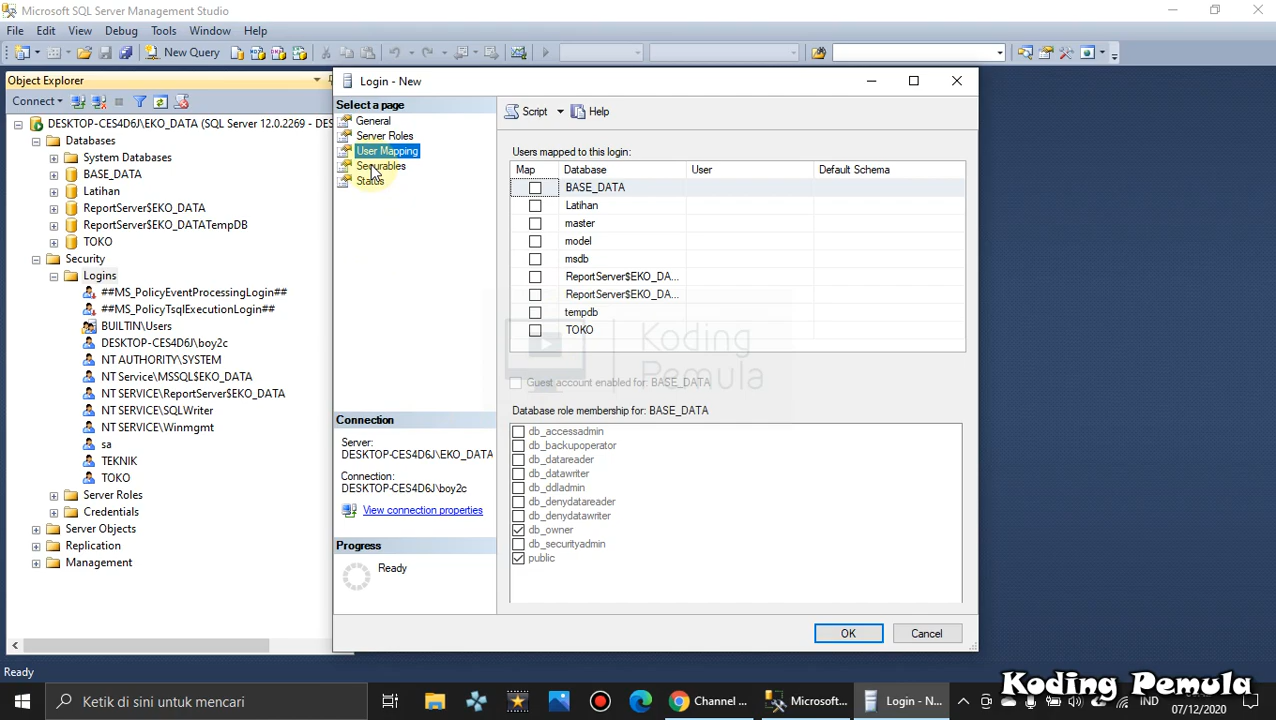 Microsoft SQL Server Management Studio
File Edit View Debug Tools Window Help
New Query
Object Explorer
Connect
DESKTOP-CES4D6J\EKO_DATA (SQL Server 12.0.2269 - DES
Databases
System Databases
BASE_DATA
Latihan
ReportServer$EKO_DATA
ReportServer$EKO_DATATempDB
TOKO
Security
Logins
##MS_PolicyEventProcessingLogin##
##MS_PolicyTsqlExecutionLogin##
BUILTIN\Users
DESKTOP-CES4D6J\boy2c
NT AUTHORITY\SYSTEM
NT Service\MSSQL$EKO_DATA
NT SERVICE\ReportServer$EKO_DATA
NT SERVICE\SQLWriter
NT SERVICE\Winmgmt
sa
TEKNIK
TOKO
Server Roles
Credentials
Server Objects
Replication
Management
Login - New
Select a page
General
Server Roles
User Mapping
Securables
Status
Connection
Server:
DESKTOP-CES4D6J\EKO_DATA
Connection:
DESKTOP-CES4D6J\boy2c
View connection properties
Progress
Ready
Script Help
Users mapped to this login:
Map Database User Default Schema
BASE_DATA
Latihan
master
model
msdb
ReportServer$EKO_DA...
ReportServer$EKO_DA...
tempdb
TOKO
Koding
Pemula
Guest account enabled for: BASE_DATA
Database role membership for: BASE_DATA
db_accessadmin
db_backupoperator
db_datareader
db_datawriter
db_ddladmin
db_denydatareader
db_denydatawriter
db_owner
db_securityadmin
public
OK Cancel
Ready
Koding Pemula
Ketik di sini untuk mencari
Channel ...
Microsoft...
Login - N...
IND
07/12/2020